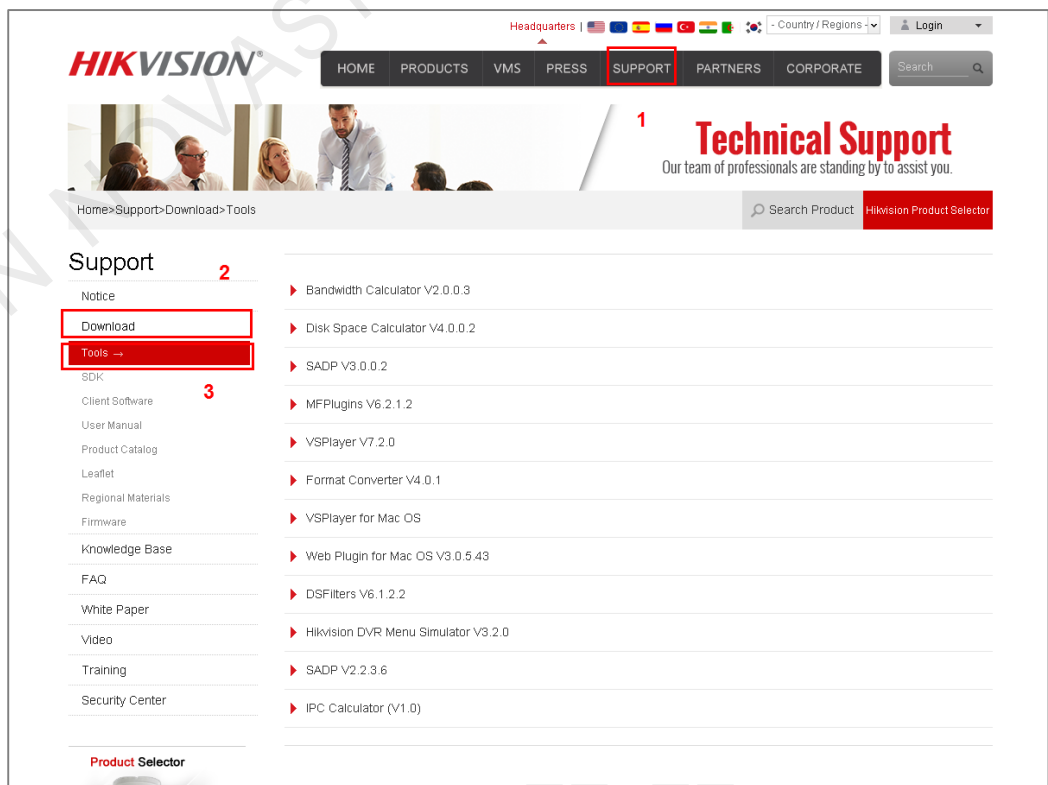 Headquarters | - Country / Regions - Login
HIKVISION®
HOME PRODUCTS VMS PRESS SUPPORT PARTNERS CORPORATE Search
1
Technical Support
Our team of professionals are standing by to assist you.
Home>Support>Download>Tools Search Product Hikvision Product Selector
Support
2
Notice
Download
Tools →
SDK
3
Client Software
User Manual
Product Catalog
Leaflet
Regional Materials
Firmware
Knowledge Base
FAQ
White Paper
Video
Training
Security Center
Product Selector
Bandwidth Calculator V2.0.0.3
Disk Space Calculator V4.0.0.2
SADP V3.0.0.2
MFPlugins V6.2.1.2
VSPlayer V7.2.0
Format Converter V4.0.1
VSPlayer for Mac OS
Web Plugin for Mac OS V3.0.5.43
DSFilters V6.1.2.2
Hikvision DVR Menu Simulator V3.2.0
SADP V2.2.3.6
IPC Calculator (V1.0)